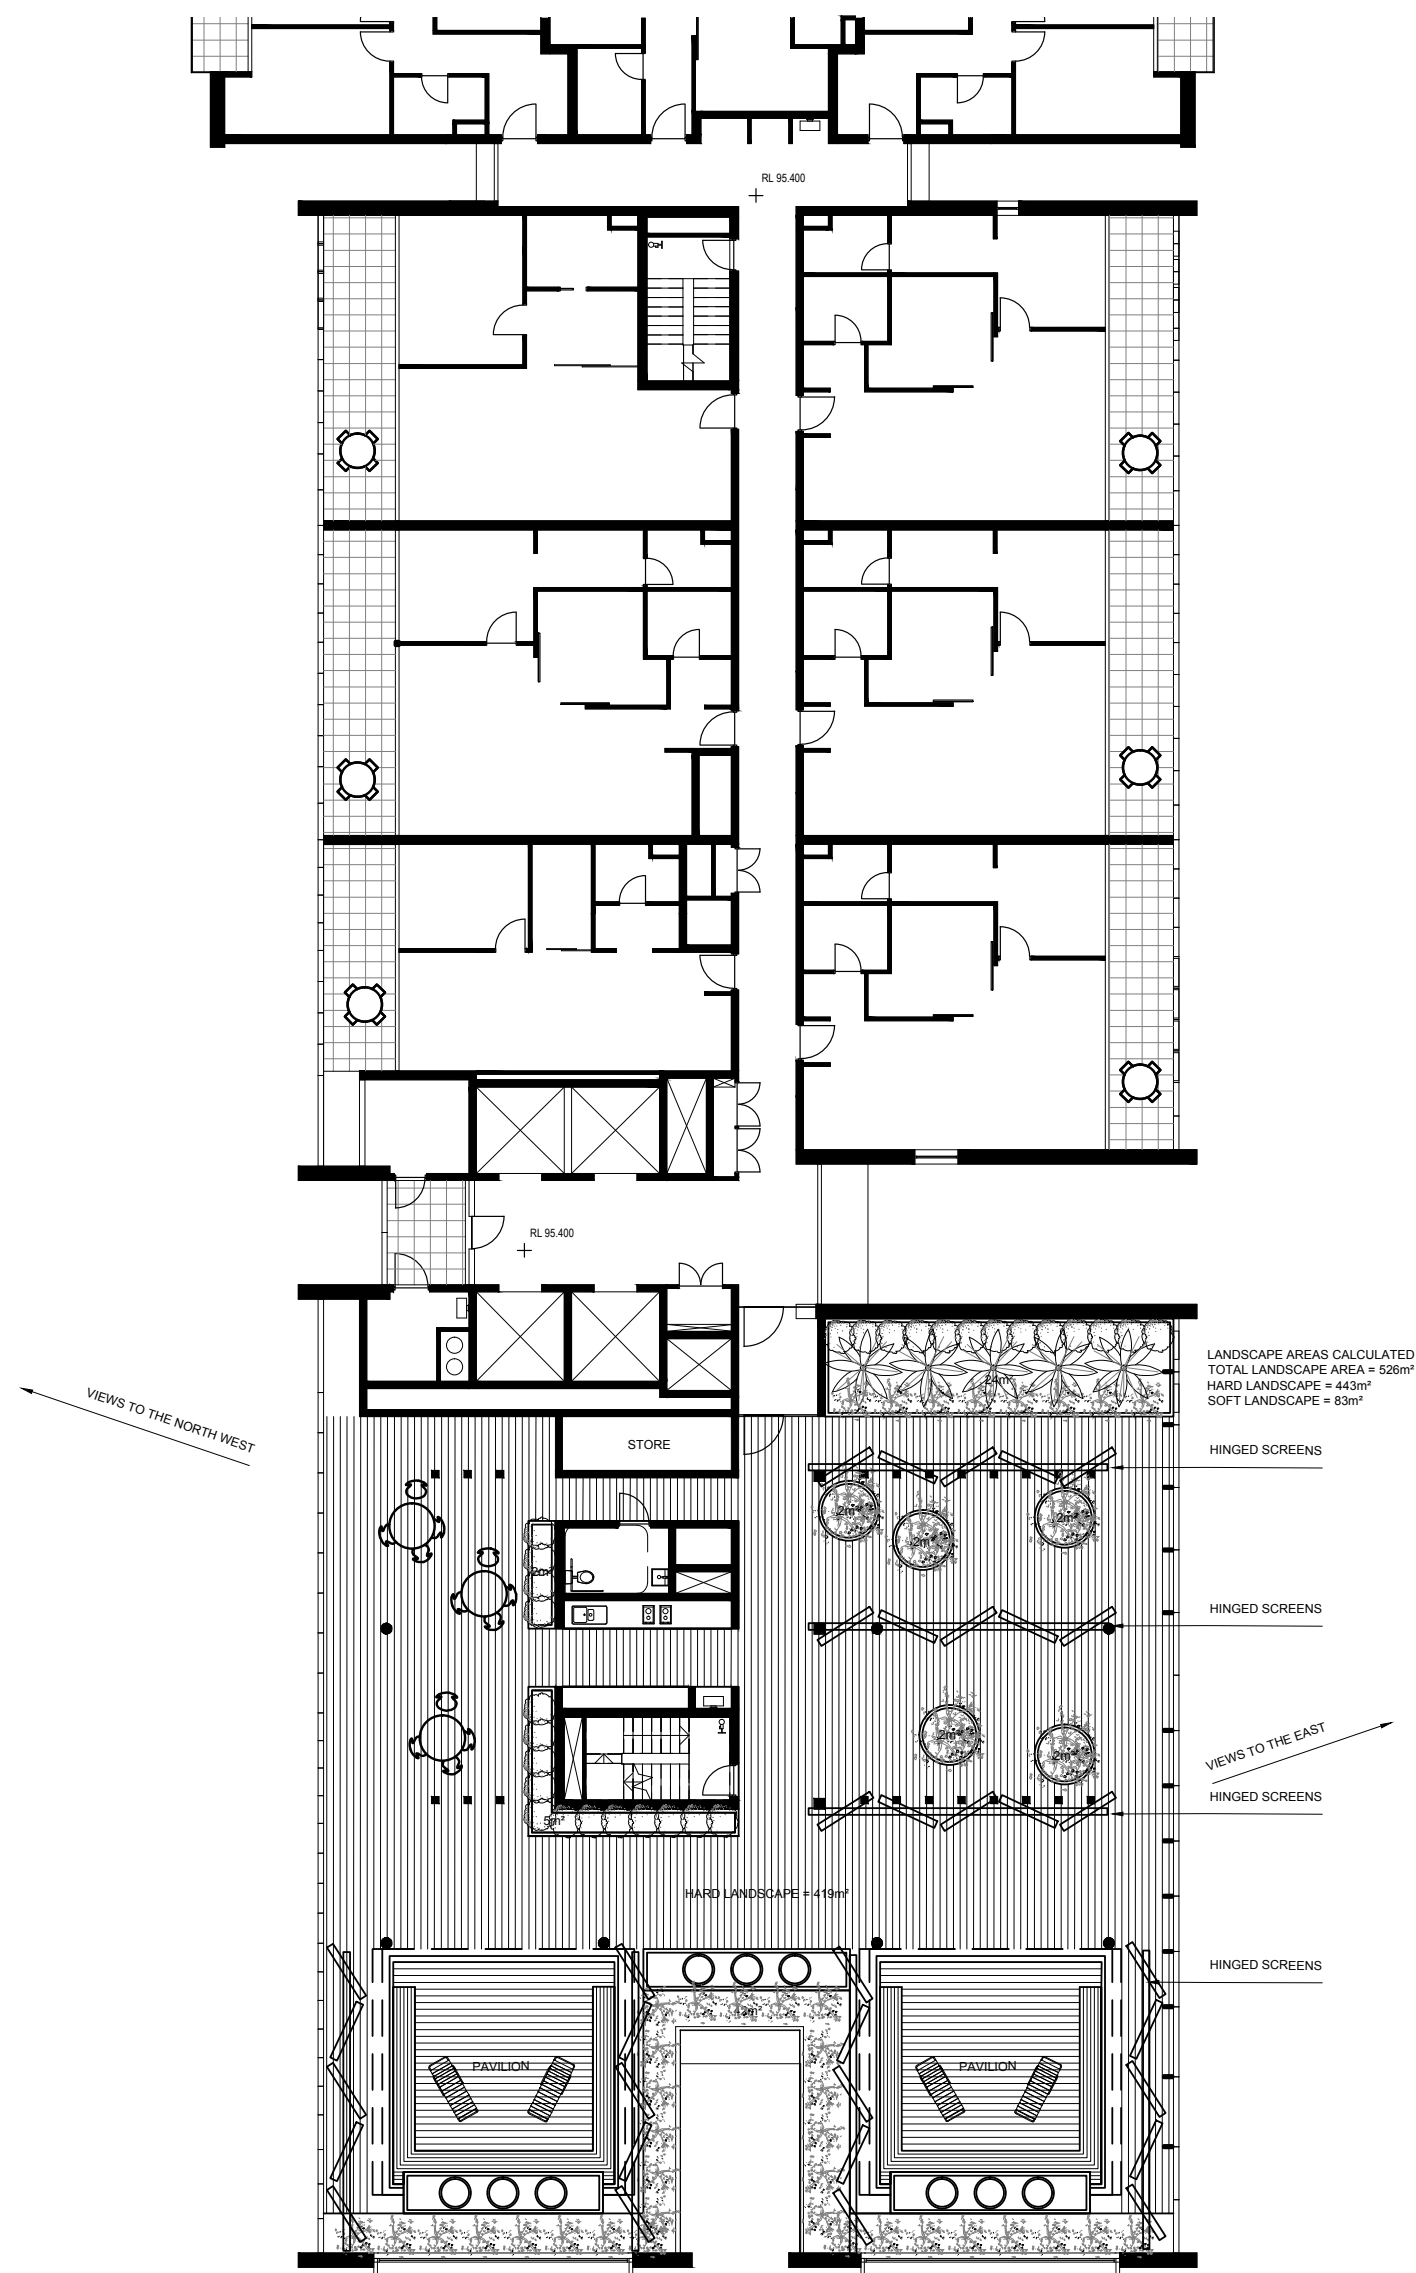 RL 95.400
RL 95.400
VIEWS TO THE NORTH WEST
LANDSCAPE AREAS CALCULATED
TOTAL LANDSCAPE AREA = 526m²
HARD LANDSCAPE = 443m²
SOFT LANDSCAPE = 83m²
24m²
STORE
HINGED SCREENS
2m²
2m²
2m²
HINGED SCREENS
2m²
2m²
VIEWS TO THE EAST
HINGED SCREENS
5m²
HARD LANDSCAPE = 419m²
HINGED SCREENS
PAVILION
PAVILION